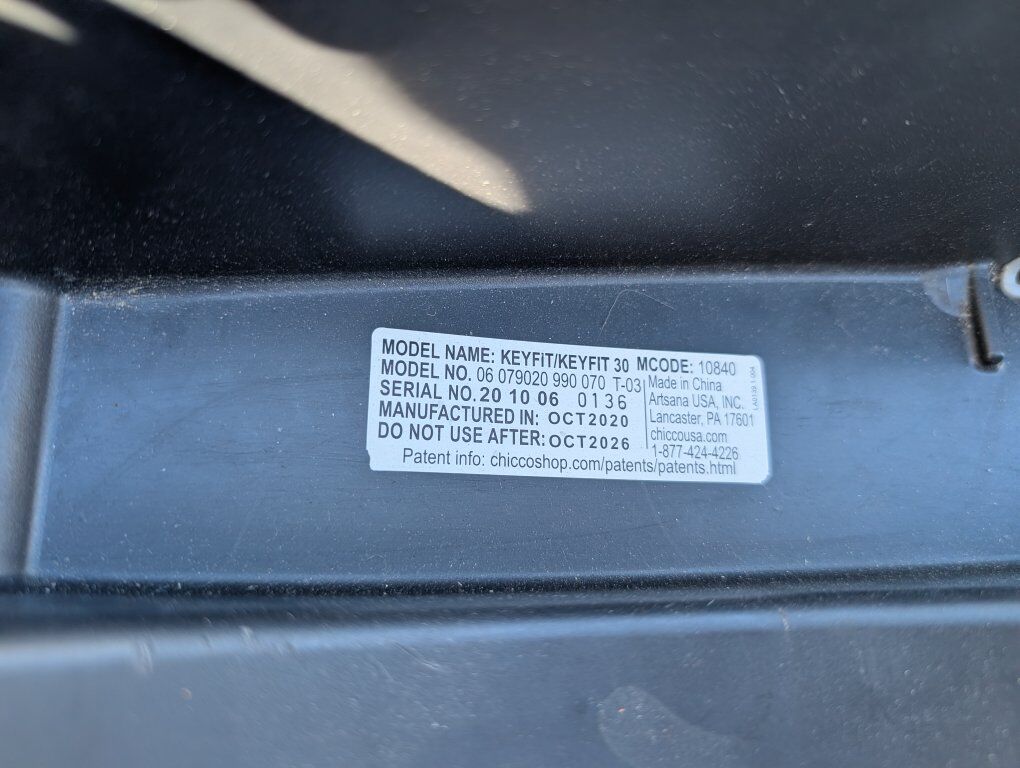 MODEL NAME: KEYFIT/KEYFIT 30 MCODE: 10840
MODEL NO. 06 079020 990 070 T-03
SERIAL NO. 20 10 06 0136
MANUFACTURED IN: OCT2020
DO NOT USE AFTER: OCT2026
Made in China
Artsana USA, INC.
Lancaster, PA 17601
chiccousa.com
1-877-424-4226
Patent info: chiccoshop.com/patents/patents.html